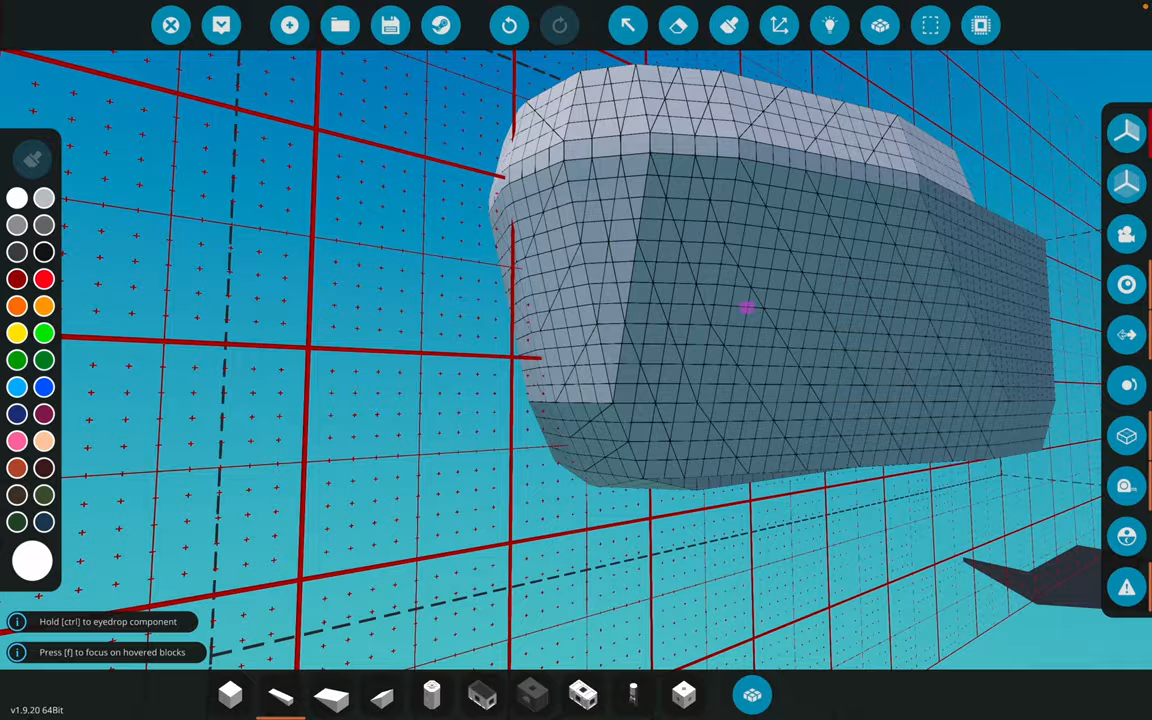 Hold [ctrl] to eyedrop component
Press [f] to focus on hovered blocks
v1.9.20 64Bit